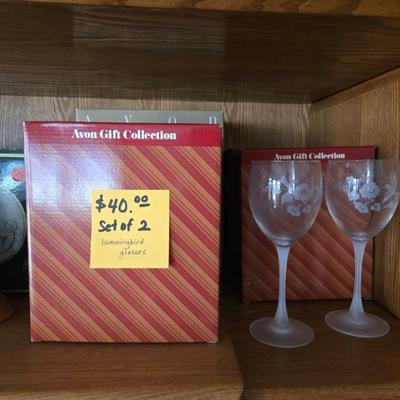 A V O N
Avon Gift Collection
$40.00
Set of 2
hummingbird
glasses
Avon Gift Collection